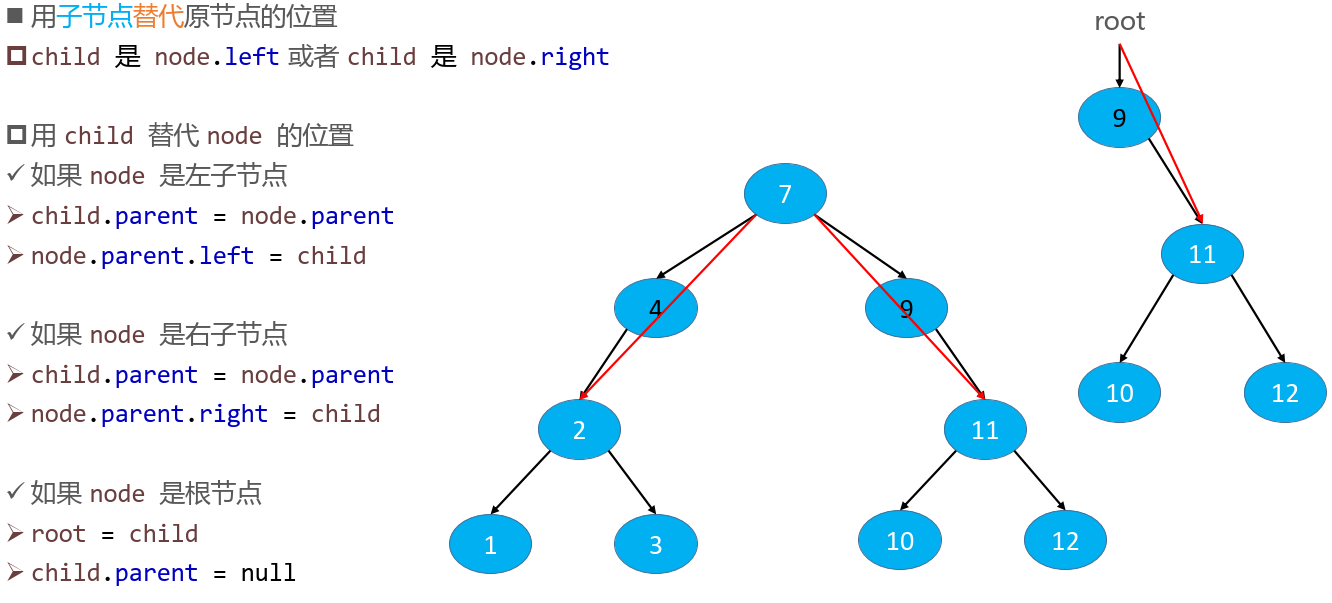 用子节点替代原节点的位置
child 是 node.left 或者 child 是 node.right
用 child 替代 node 的位置
如果 node 是左子节点
child.parent = node.parent
node.parent.left = child
如果 node 是右子节点
child.parent = node.parent
node.parent.right = child
如果 node 是根节点
root = child
child.parent = null
7
4
9
2
11
1
3
10
12
root
9
11
10
12